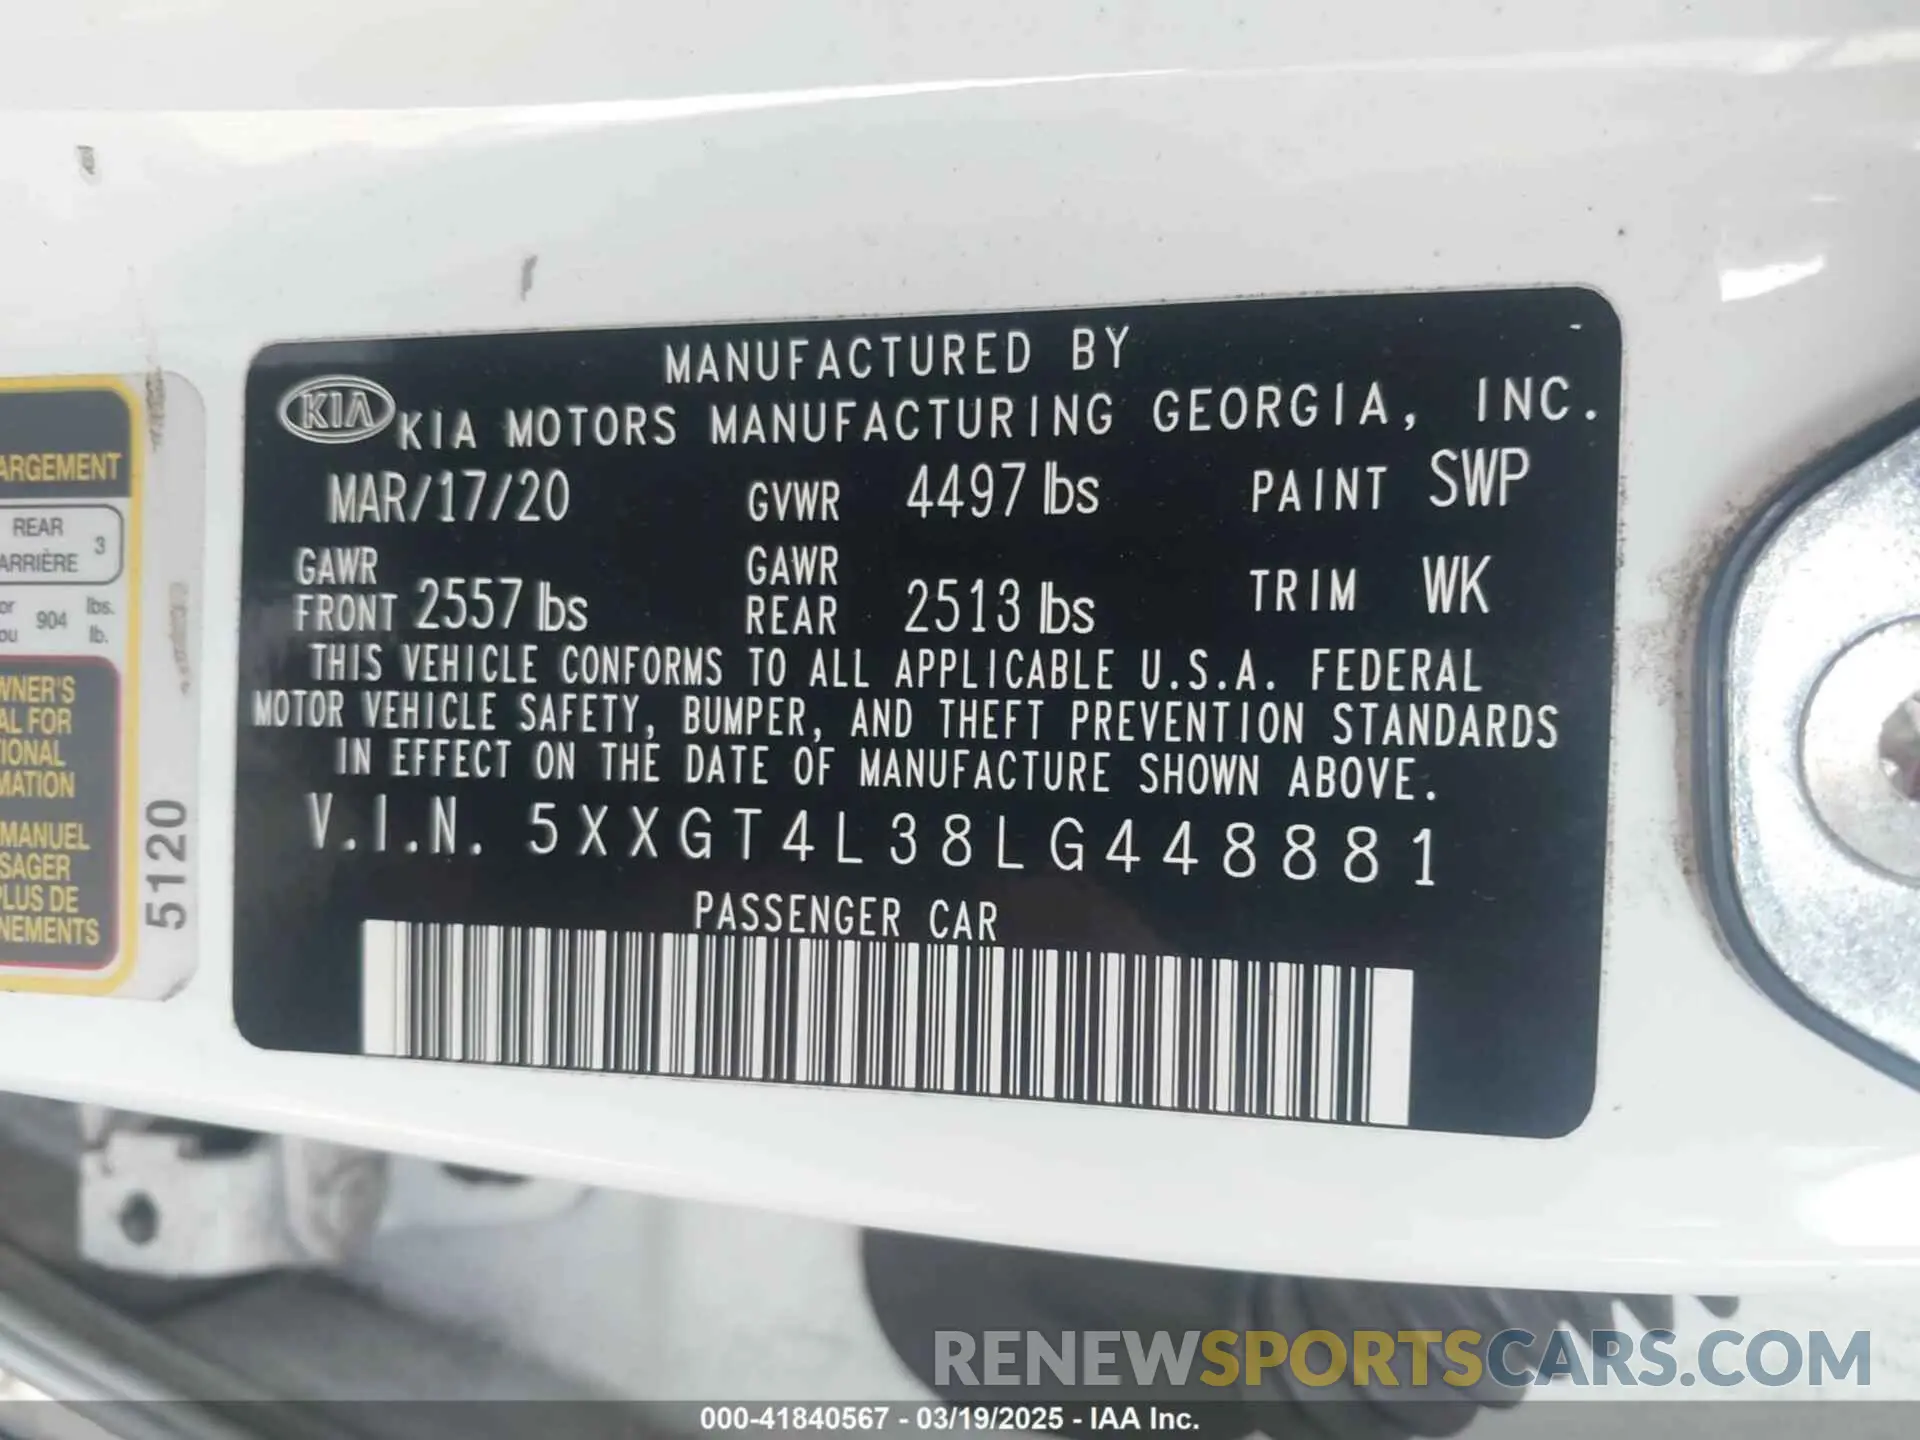 ARGEMENT
REAR
ARRIÈRE 3
or 904 lbs.
ou lb.
WNER'S
AL FOR
TIONAL
MATION
MANUEL
SAGER
PLUS DE
NEMENTS
5120
MANUFACTURED BY
KIA KIA MOTORS MANUFACTURING GEORGIA, INC.
MAR/17/20 GVWR 4497 lbs PAINT SWP
GAWR FRONT 2557 lbs GAWR REAR 2513 lbs TRIM WK
THIS VEHICLE CONFORMS TO ALL APPLICABLE U.S.A. FEDERAL
MOTOR VEHICLE SAFETY, BUMPER, AND THEFT PREVENTION STANDARDS
IN EFFECT ON THE DATE OF MANUFACTURE SHOWN ABOVE.
V.I.N. 5XXGT4L38LG448881
PASSENGER CAR
RENEWSPORTSCARS.COM
000-41840567 - 03/19/2025 - IAA Inc.